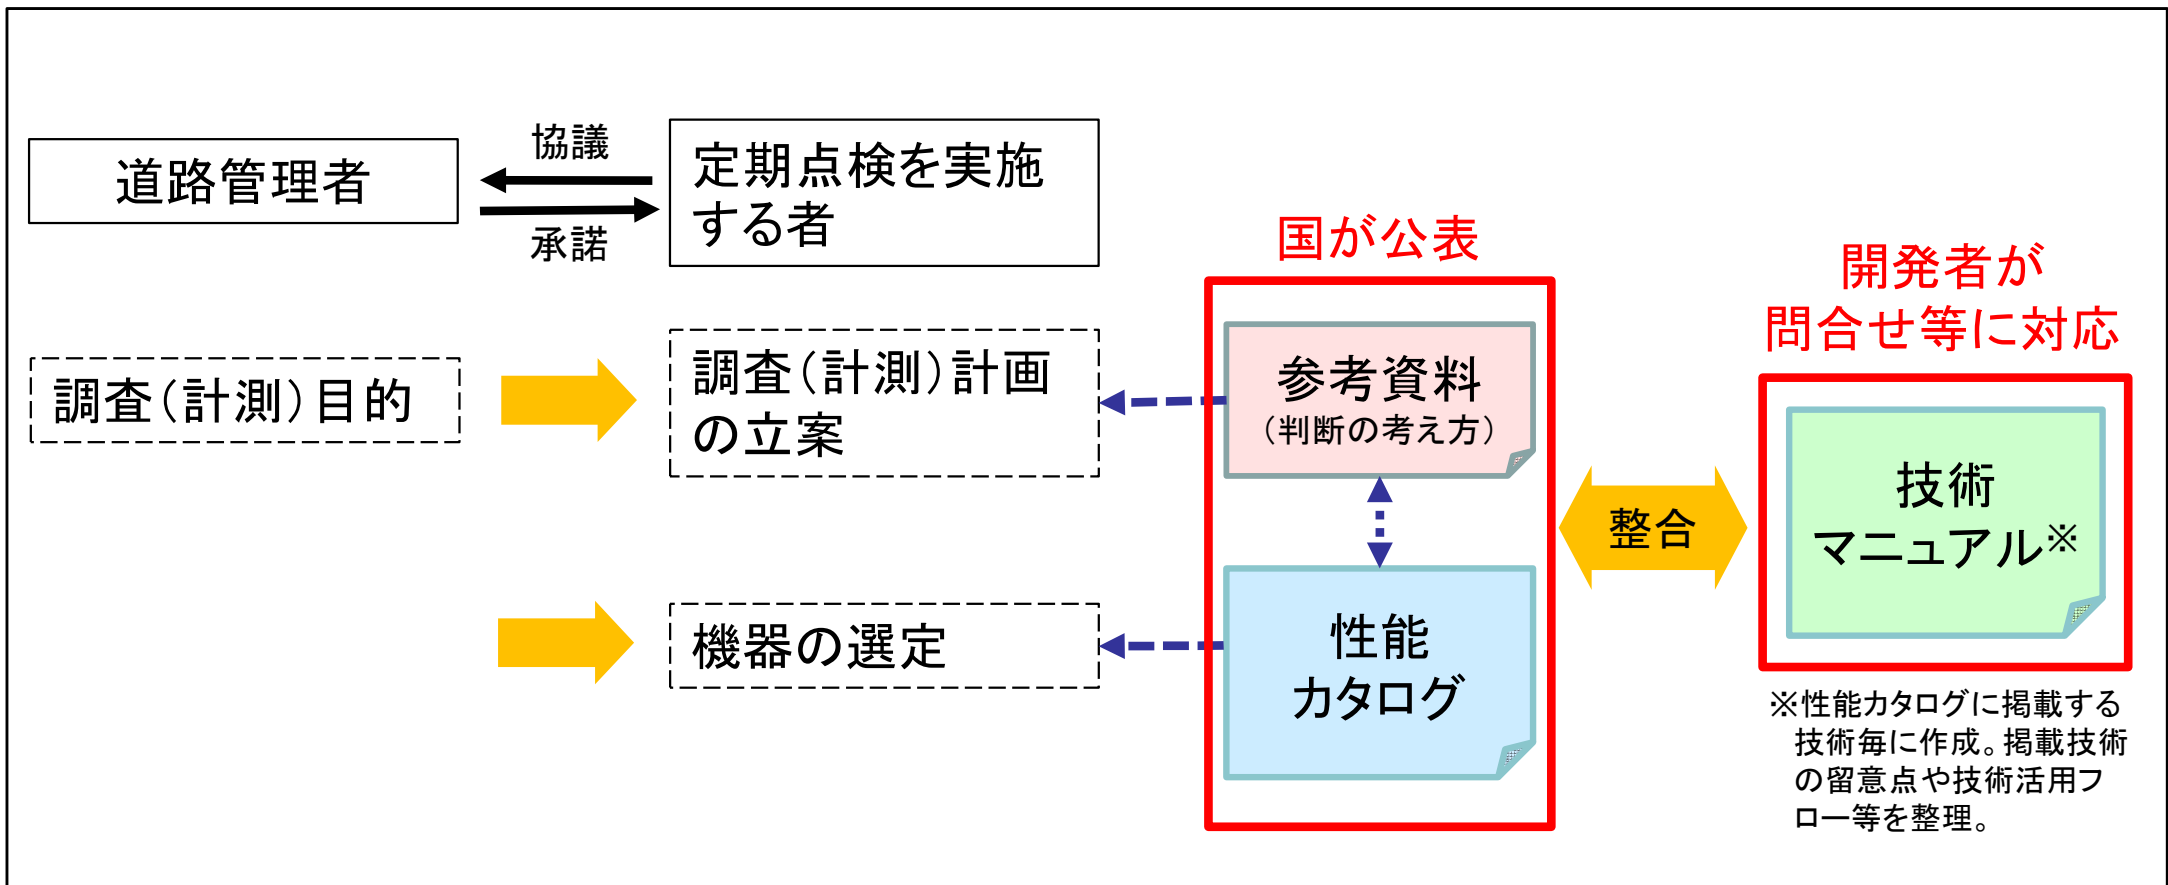 協議
道路管理者
定期点検を実施
する者
承諾
国が公表
開発者が
問合せ等に対応
調査（計測）目的
調査（計測）計画
の立案
参考資料
（判断の考え方）
整合
技術
マニュアル※
機器の選定
性能
カタログ
※性能カタログに掲載する
技術毎に作成。掲載技術
の留意点や技術活用フ
ロー等を整理。